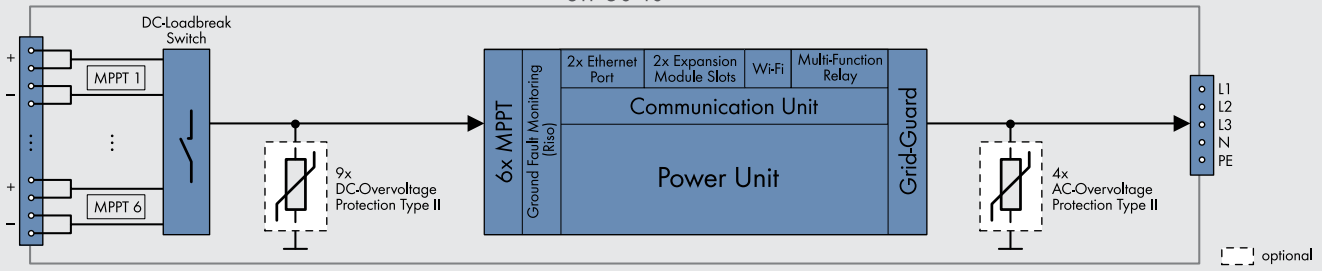 DC-Loadbreak
Switch
+
MPPT 1
−
+
MPPT 6
−
9x
DC-Overvoltage
Protection Type II
6x MPPT
Ground Fault Monitoring
(Riso)
2x Ethernet
Port
2x Expansion
Module Slots
Wi-Fi
Multi-Function
Relay
Communication Unit
Power Unit
Grid-Guard
4x
AC-Overvoltage
Protection Type II
L1
L2
L3
N
PE
optional